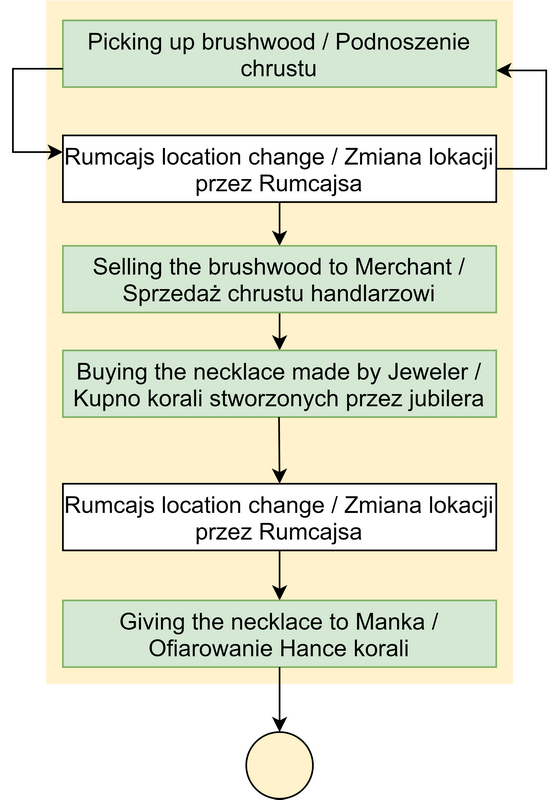 Picking up brushwood / Podnoszenie
chrustu
Rumcajs location change / Zmiana lokacji
przez Rumcajsa
Selling the brushwood to Merchant /
Sprzedaż chrustu handlarzowi
Buying the necklace made by Jeweler /
Kupno korali stworzonych przez jubilera
Rumcajs location change / Zmiana lokacji
przez Rumcajsa
Giving the necklace to Manka /
Ofiarowanie Hance korali